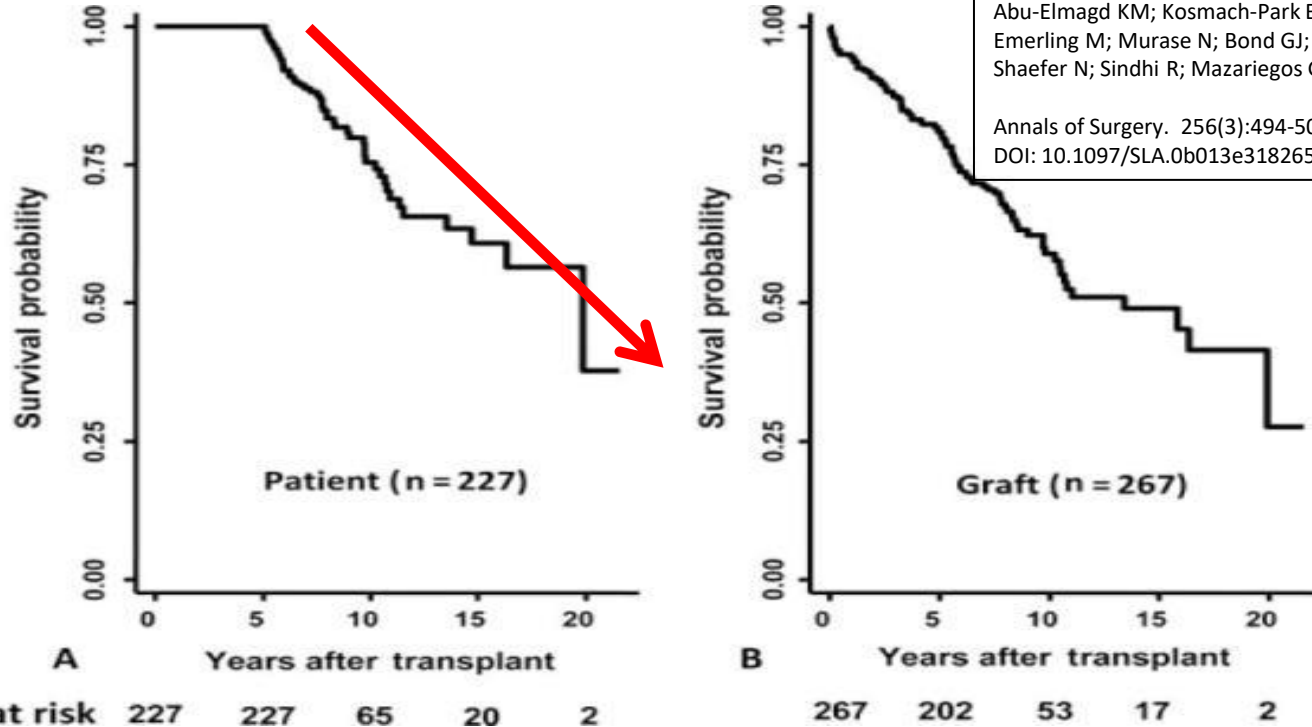 Abu-Elmagd KM; Kosmach-Park
Emerling M; Murase N; Bond GJ;
Shaefer N; Sindhi R; Mazariegos
Annals of Surgery. 256(3):494-50
DOI: 10.1097/SLA.0b013e318265
Survival probability
1.00
0.75
0.50
0.25
0.00
Patient (n = 227)
0 5 10 15 20
A Years after transplant
at risk 227 227 65 20 2
Survival probability
1.00
0.75
0.50
0.25
0.00
Graft (n = 267)
0 5 10 15 20
B Years after transplant
267 202 53 17 2